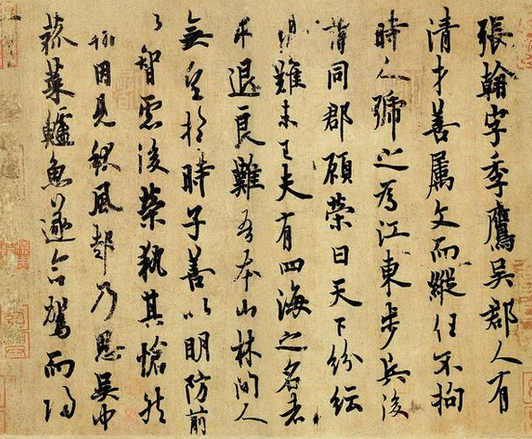 張翰字季鷹吳郡人有
清才善屬文而縱任不拘
時人號之為江東步兵後
謂同郡顧榮曰天下紛紜
難未已夫有四海之名者
求退良難吾本山林間人
無望於時子善以明防前
以智慮後榮執其愴然
翰因見秋風起乃思吳中
菰菜鱸魚遂命駕而歸